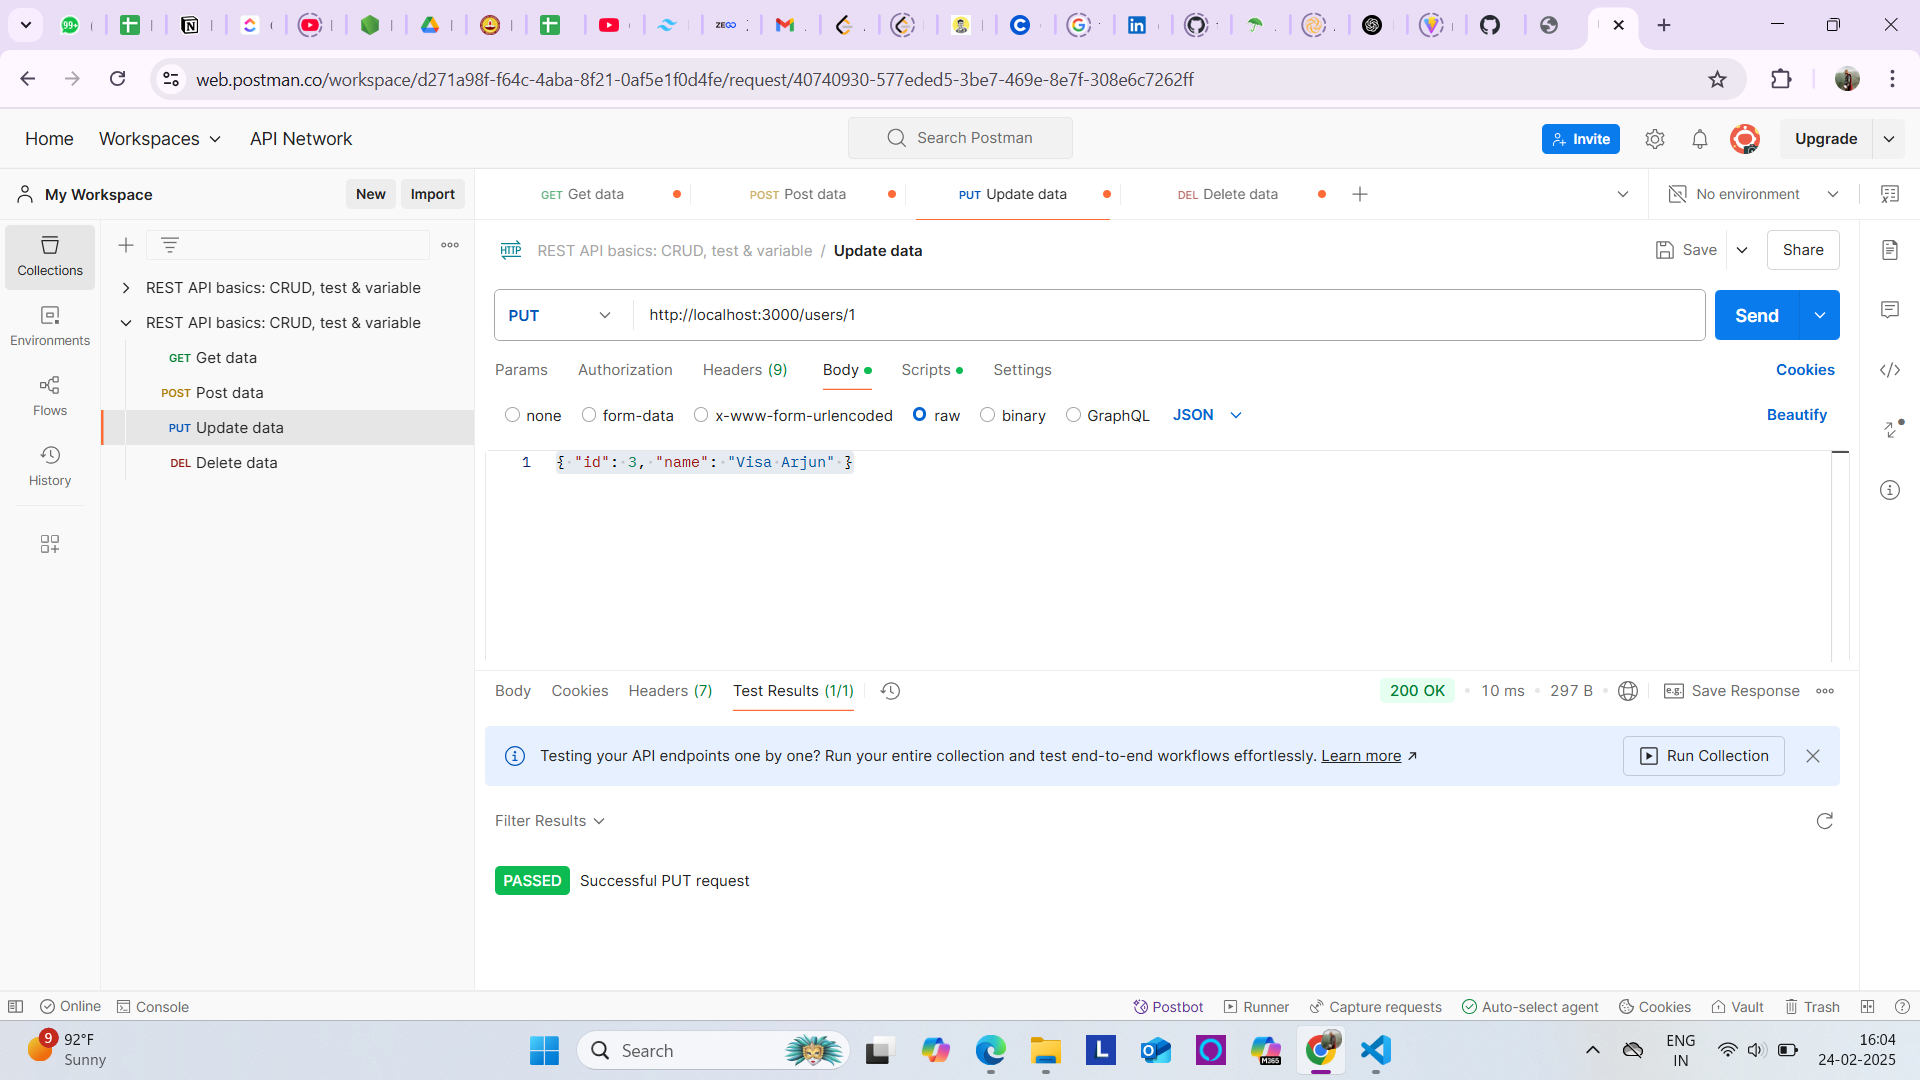 web.postman.co/workspace/d271a98f-f64c-4aba-8f21-0af5e1f0d4fe/request/40740930-577eded5-3be7-469e-8e7f-308e6c7262ff
Home Workspaces API Network Search Postman Invite Upgrade
My Workspace New Import GET Get data POST Post data PUT Update data DEL Delete data No environment
Collections
Environments
Flows
History
REST API basics: CRUD, test & variable
REST API basics: CRUD, test & variable
GET Get data
POST Post data
PUT Update data
DEL Delete data
HTTP REST API basics: CRUD, test & variable / Update data Save Share
PUT http://localhost:3000/users/1 Send
Params Authorization Headers (9) Body Scripts Settings Cookies
none form-data x-www-form-urlencoded raw binary GraphQL JSON Beautify
1 { "id": 3, "name": "Visa Arjun" }
Body Cookies Headers (7) Test Results (1/1) 200 OK 10 ms 297 B e.g. Save Response
Testing your API endpoints one by one? Run your entire collection and test end-to-end workflows effortlessly. Learn more Run Collection
Filter Results
PASSED Successful PUT request
Online Console Postbot Runner Capture requests Auto-select agent Cookies Vault Trash
9 92°F
Sunny
Search
L
M365
ENG
IN
16:04
24-02-2025